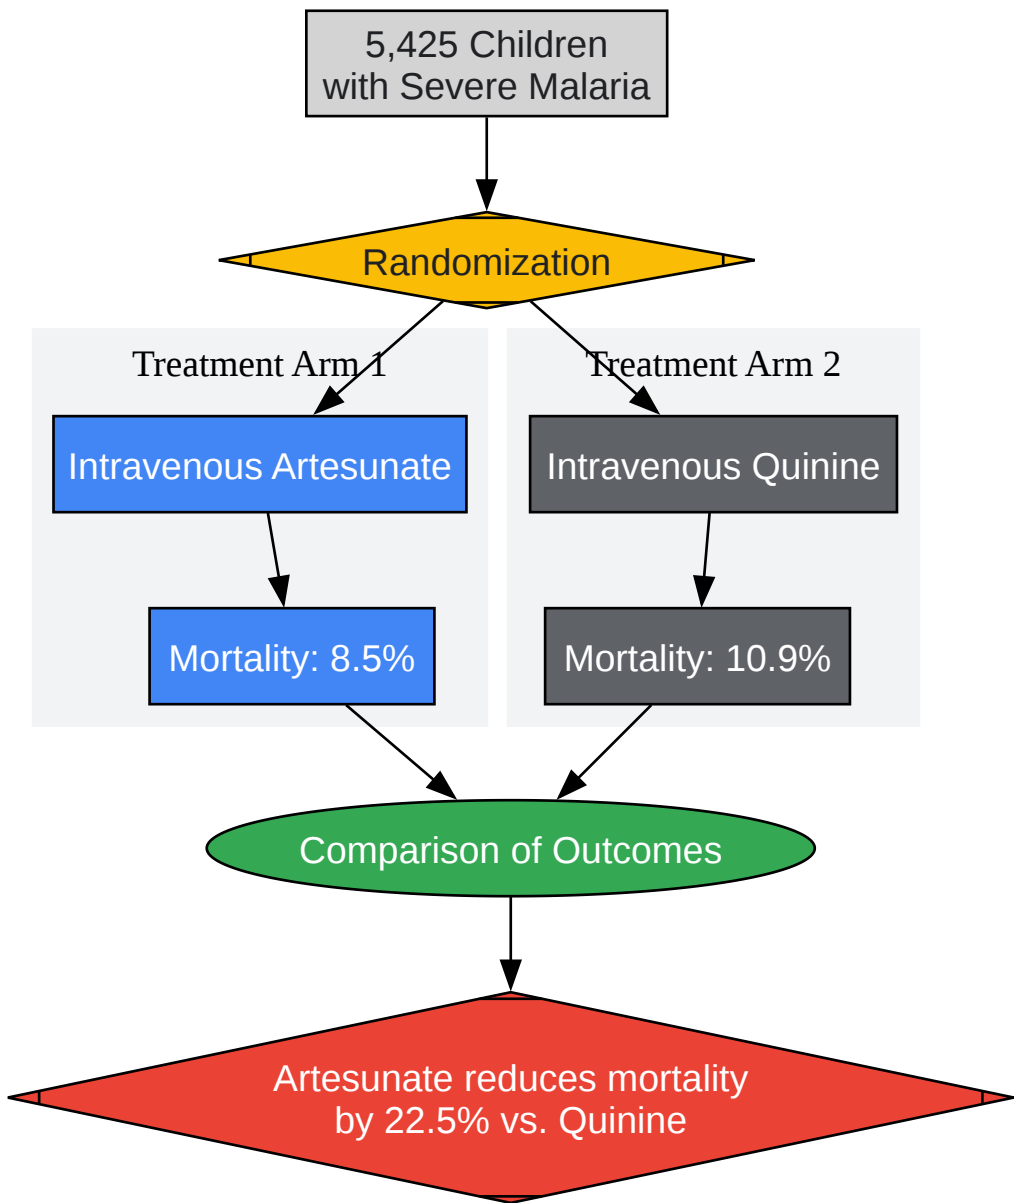 5,425 Children
with Severe Malaria
Randomization
Treatment Arm 1
Intravenous Artesunate
Mortality: 8.5%
Treatment Arm 2
Intravenous Quinine
Mortality: 10.9%
Comparison of Outcomes
Artesunate reduces mortality
by 22.5% vs. Quinine